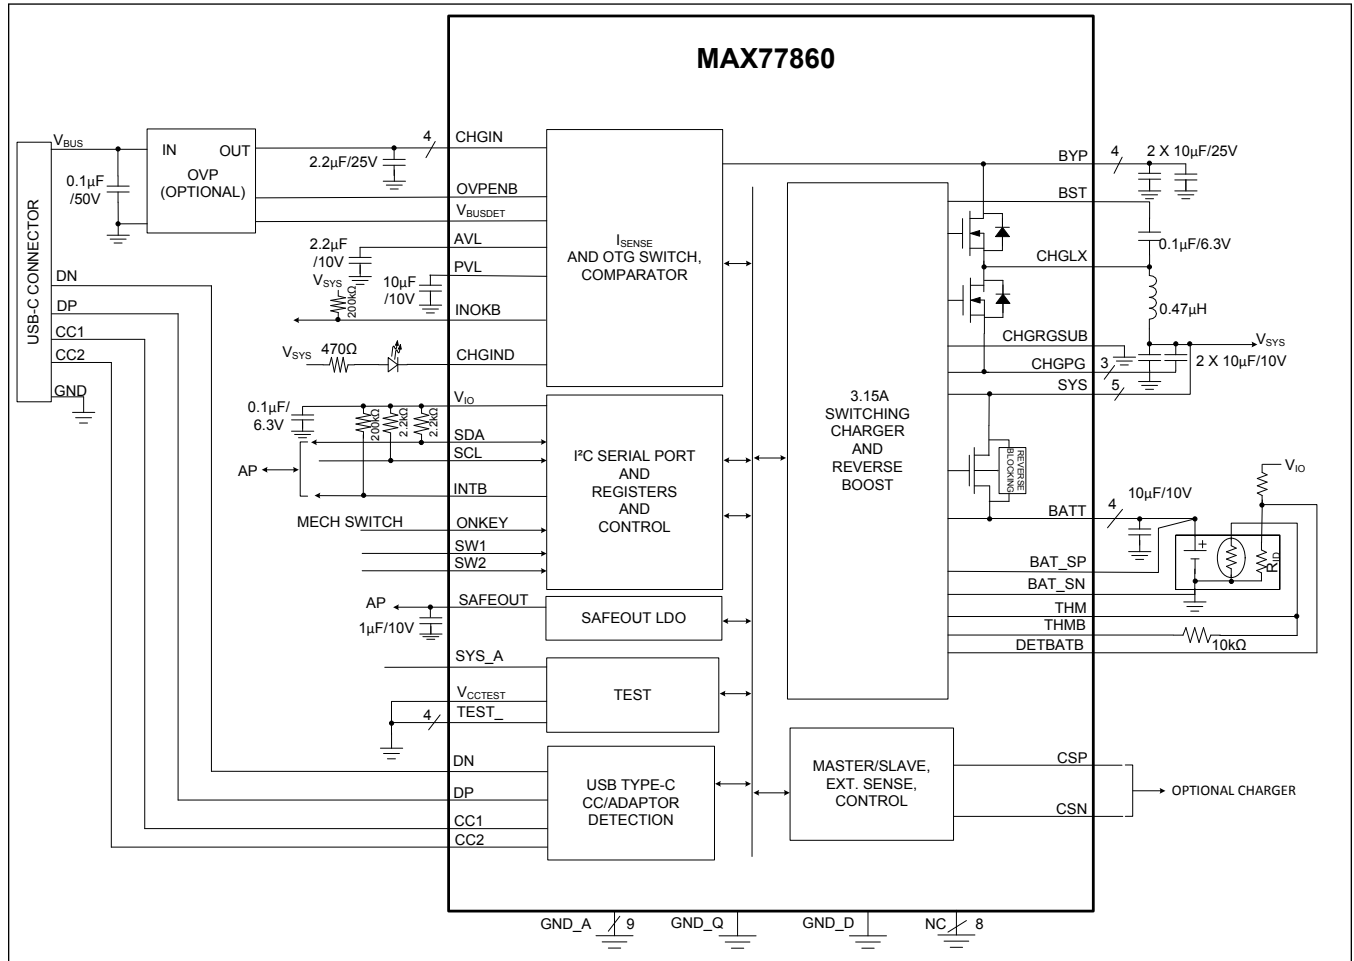 MAX77860
USB-C CONNECTOR
VBUS
0.1µF
/50V
IN
OUT
OVP
(OPTIONAL)
DN
DP
CC1
CC2
GND
2.2µF/25V
4
CHGIN
OVPENB
VBUSDET
2.2µF
/10V
AVL
10µF
/10V
PVL
VSYS
200kΩ
INOKB
VSYS
470Ω
CHGIND
ISENSE
AND OTG SWITCH,
COMPARATOR
0.1µF/
6.3V
VIO
200kΩ
2.2kΩ
2.2kΩ
SDA
SCL
AP
INTB
MECH SWITCH
ONKEY
SW1
SW2
I²C SERIAL PORT
AND
REGISTERS
AND
CONTROL
AP
SAFEOUT
1µF/10V
SAFEOUT LDO
SYS_A
VCCTEST
4
TEST_
TEST
DN
DP
CC1
CC2
USB TYPE-C
CC/ADAPTOR
DETECTION
3.15A
SWITCHING
CHARGER
AND
REVERSE
BOOST
REVERSE
BLOCKING
MASTER/SLAVE,
EXT. SENSE,
CONTROL
BYP
4
2 X 10µF/25V
BST
0.1µF/6.3V
CHGLX
0.47µH
CHGRGSUB
VSYS
CHGPG
3
2 X 10µF/10V
SYS
5
BATT
4
10µF/10V
VIO
+
RID
BAT_SP
BAT_SN
THM
THMB
10kΩ
DETBATB
CSP
CSN
OPTIONAL CHARGER
GND_A
9
GND_Q
GND_D
NC
8